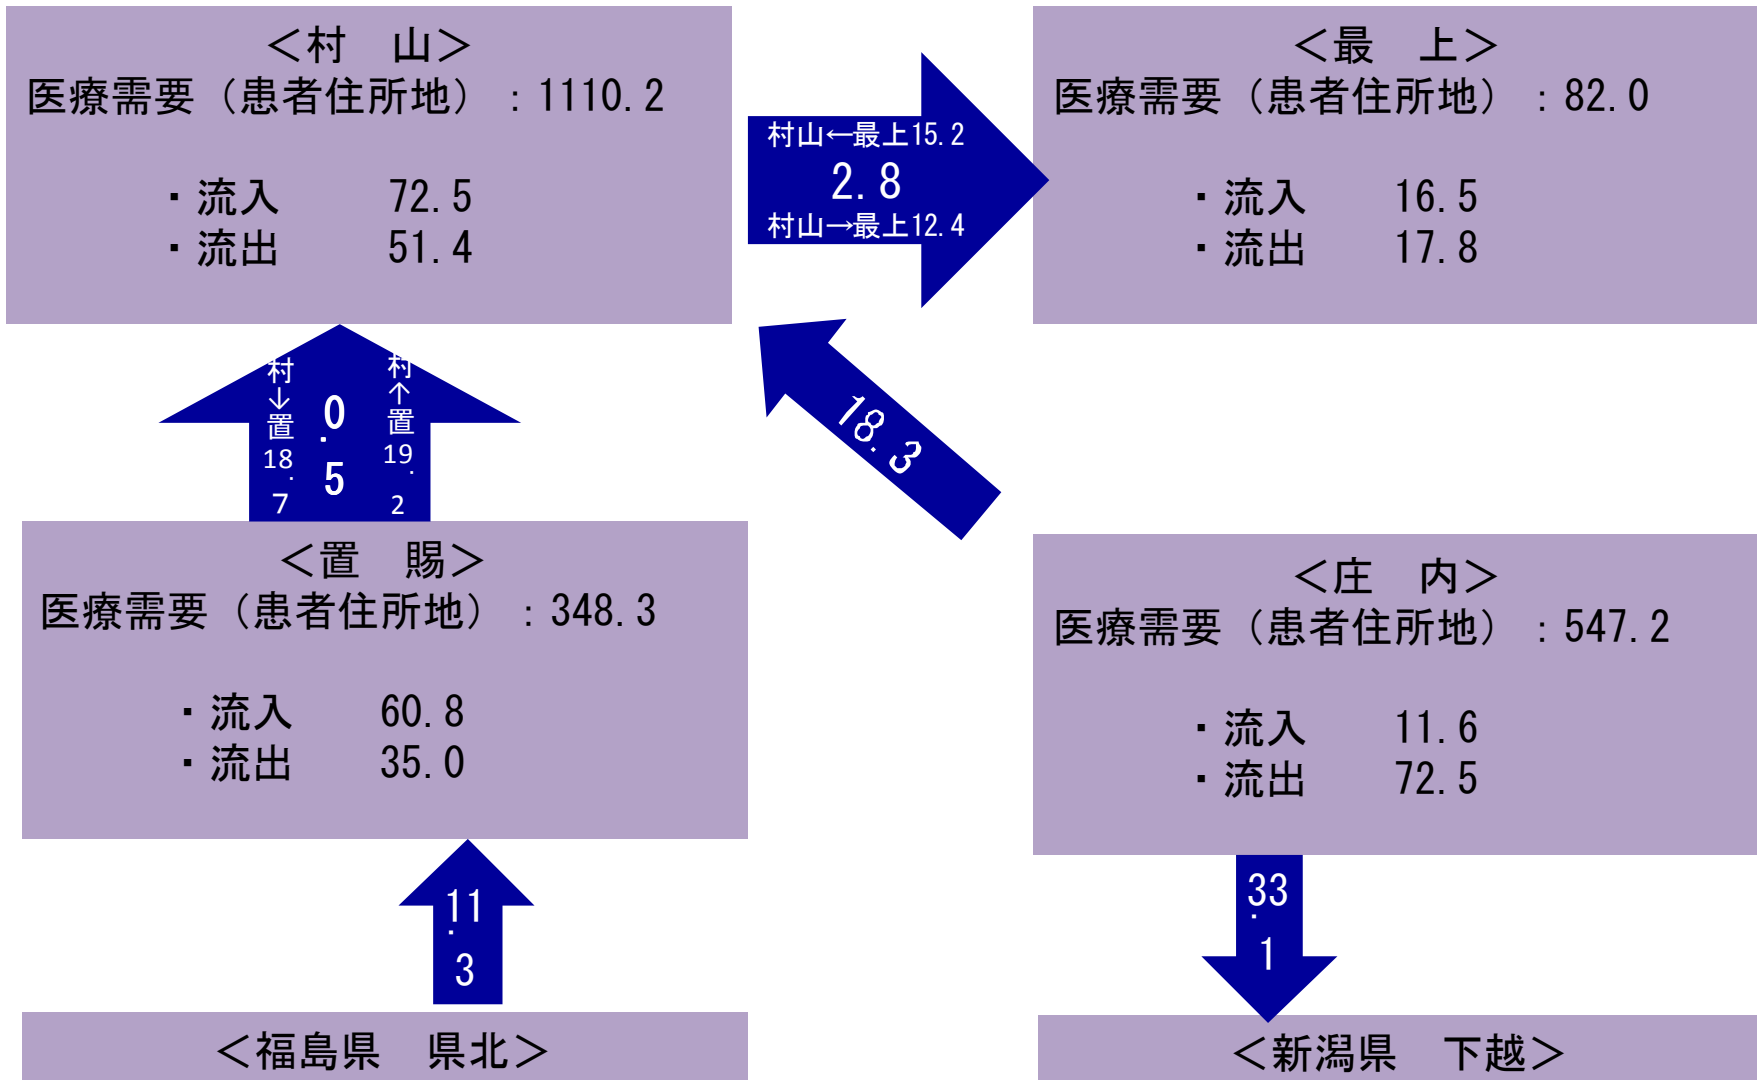 ＜村　山＞
医療需要（患者住所地）：1110.2
・流入　72.5
・流出　51.4
村山←最上15.2
2.8
村山→最上12.4
＜最　上＞
医療需要（患者住所地）：82.0
・流入　16.5
・流出　17.8
村↓置18.7
0.5
村↑置19.2
18.3
＜置　賜＞
医療需要（患者住所地）：348.3
・流入　60.8
・流出　35.0
＜庄　内＞
医療需要（患者住所地）：547.2
・流入　11.6
・流出　72.5
11.3
33.1
＜福島県　県北＞
＜新潟県　下越＞